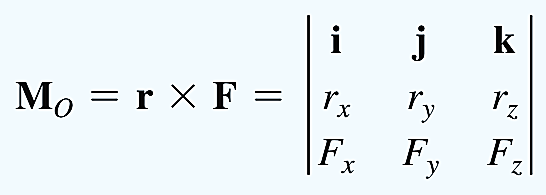 i j k
M_O = r × F = | r_x r_y r_z |
F_x F_y F_z